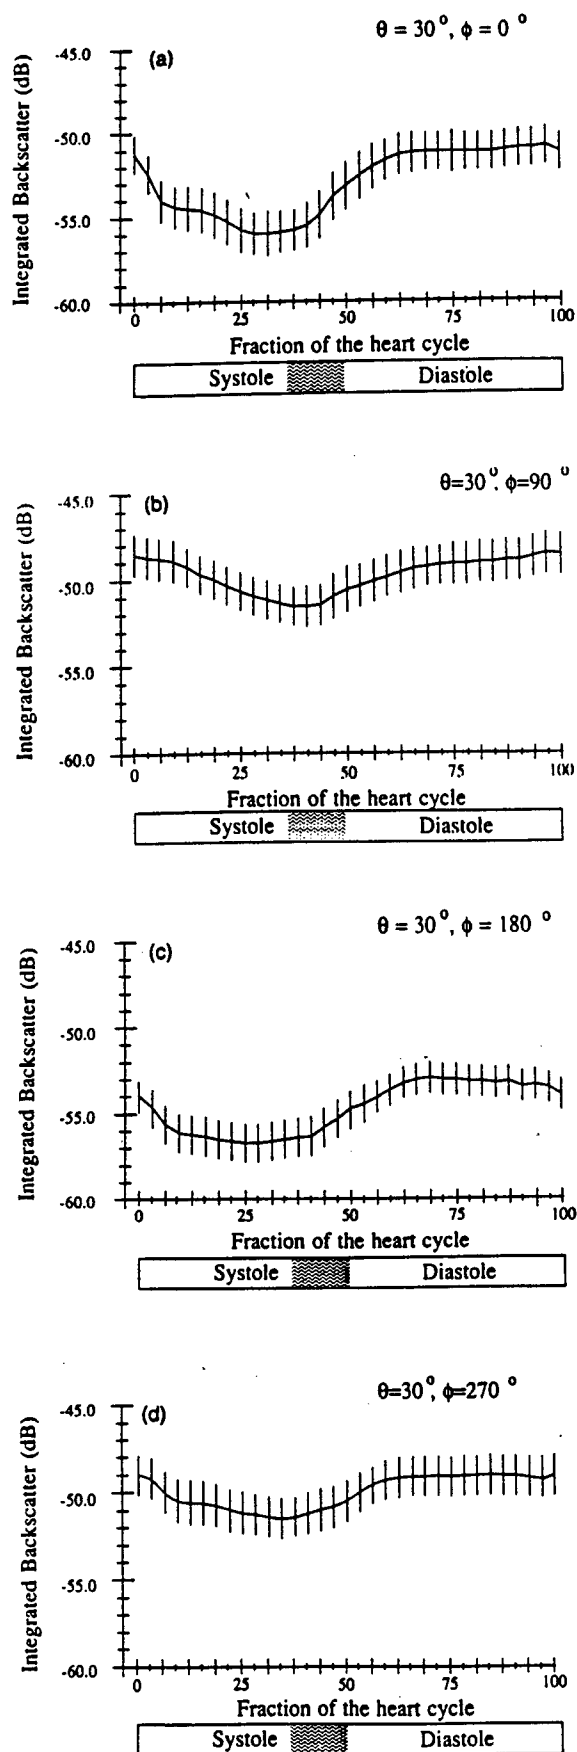 θ = 30°, ϕ = 0 °
(a)
Integrated Backscatter (dB)
-45.0
-50.0
-55.0
-60.0
0 25 50 75 100
Fraction of the heart cycle
Systole Diastole
θ=30°, ϕ=90 °
(b)
Integrated Backscatter (dB)
-45.0
-50.0
-55.0
-60.0
0 25 50 75 100
Fraction of the heart cycle
Systole Diastole
θ = 30°, ϕ = 180 °
(c)
Integrated Backscatter (dB)
-45.0
-50.0
-55.0
-60.0
0 25 50 75 100
Fraction of the heart cycle
Systole Diastole
θ=30°, ϕ=270 °
(d)
Integrated Backscatter (dB)
-45.0
-50.0
-55.0
-60.0
0 25 50 75 100
Fraction of the heart cycle
Systole Diastole